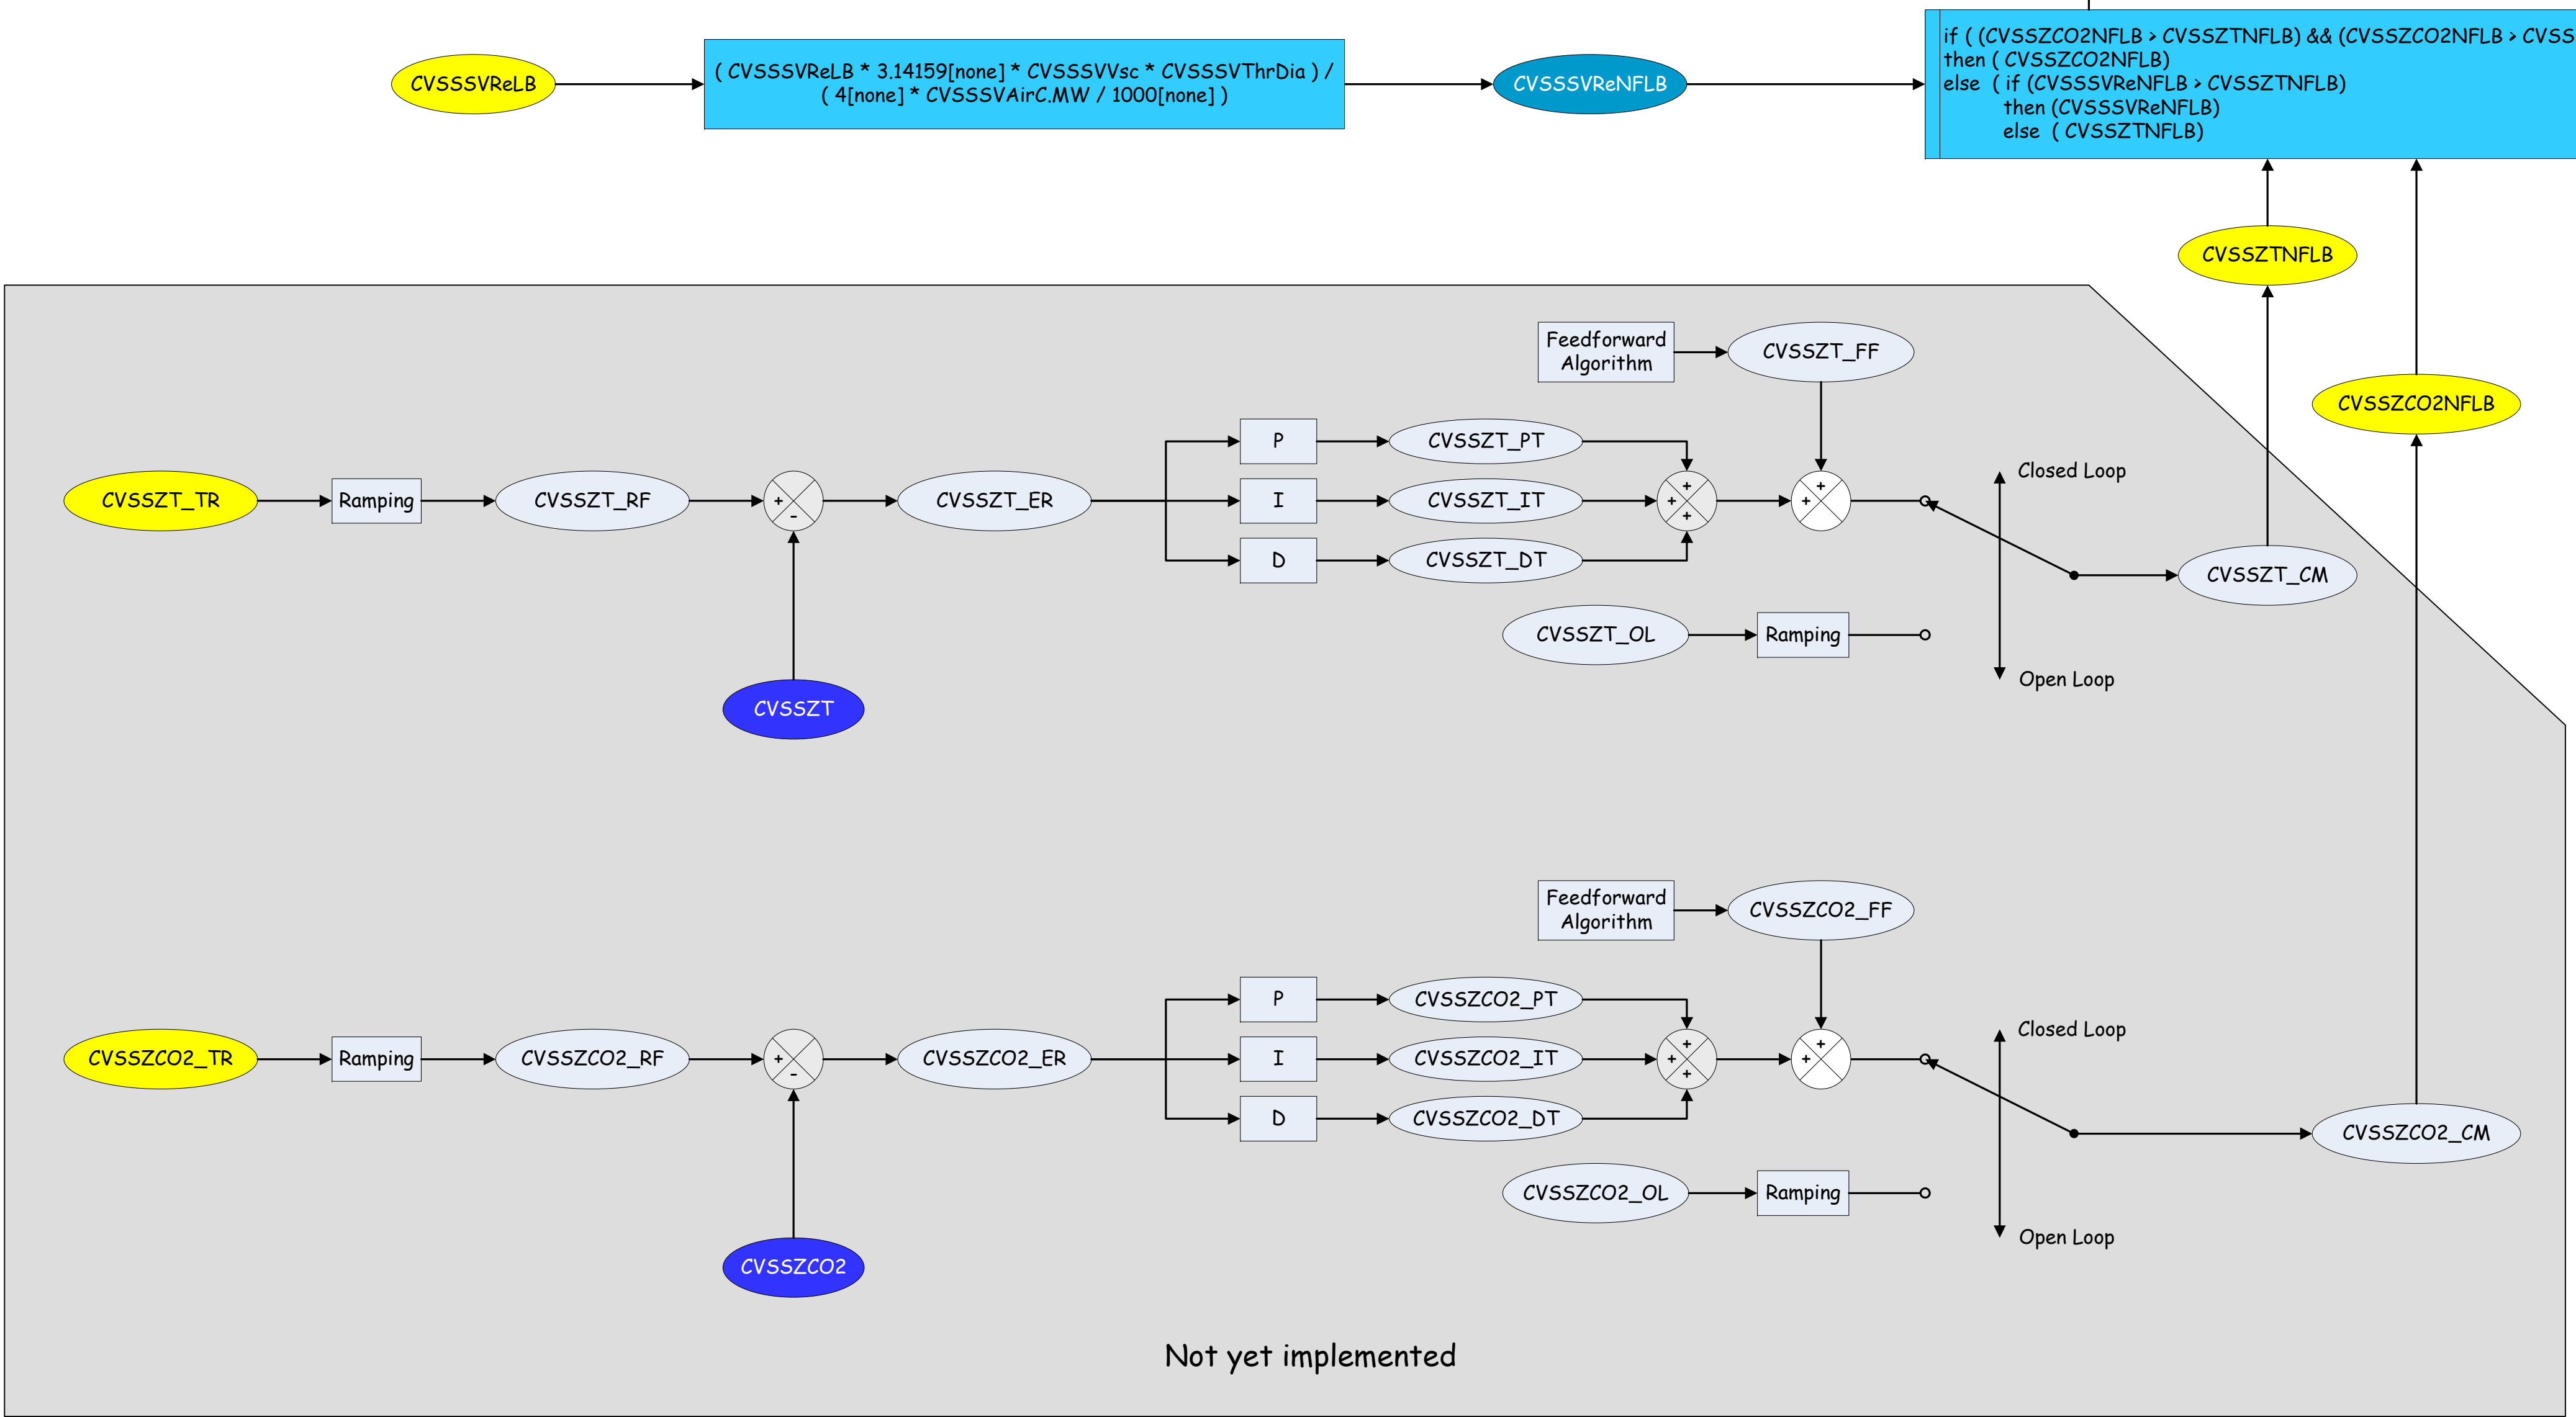 CVSSSVReLB
( CVSSSVReLB * 3.14159[none] * CVSSSVVsc * CVSSSVThrDia ) /
( 4[none] * CVSSSVAirC.MW / 1000[none] )
CVSSSVReNFLB
if ( (CVSSZCO2NFLB > CVSSZTNFLB) && (CVSSZCO2NFLB > CVSS
then ( CVSSZCO2NFLB)
else ( if (CVSSSVReNFLB > CVSSZTNFLB)
then (CVSSSVReNFLB)
else ( CVSSZTNFLB)
CVSSZTNFLB
CVSSZCO2NFLB
Feedforward
Algorithm
CVSSZT_FF
P
CVSSZT_PT
CVSSZT_TR
Ramping
CVSSZT_RF
+
-
CVSSZT_ER
I
CVSSZT_IT
+
+
+
+
+
Closed Loop
D
CVSSZT_DT
CVSSZT_CM
CVSSZT_OL
Ramping
Open Loop
CVSSZT
Feedforward
Algorithm
CVSSZCO2_FF
P
CVSSZCO2_PT
CVSSZCO2_TR
Ramping
CVSSZCO2_RF
+
-
CVSSZCO2_ER
I
CVSSZCO2_IT
+
+
+
+
+
Closed Loop
D
CVSSZCO2_DT
CVSSZCO2_CM
CVSSZCO2_OL
Ramping
Open Loop
CVSSZCO2
Not yet implemented